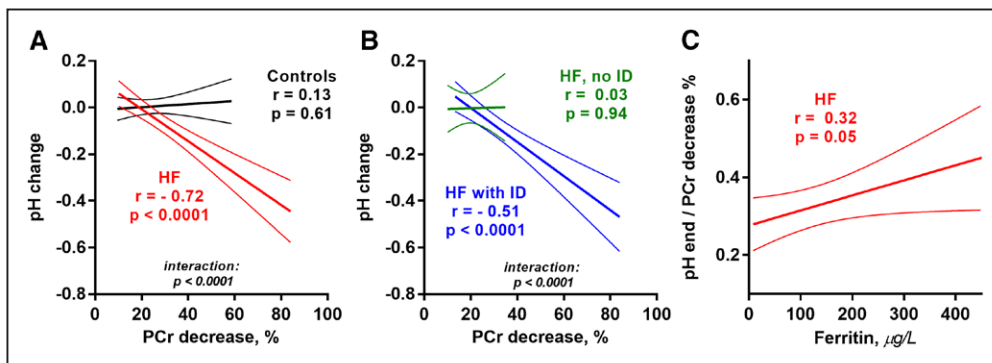 A
pH change
0.2
0.0
-0.2
-0.4
-0.6
-0.8
Controls
r = 0.13
p = 0.61
HF
r = - 0.72
p < 0.0001
interaction:
p < 0.0001
0 20 40 60 80 100
PCr decrease, %
B
pH change
0.2
0.0
-0.2
-0.4
-0.6
-0.8
HF, no ID
r = 0.03
p = 0.94
HF with ID
r = - 0.51
p < 0.0001
interaction:
p < 0.0001
0 20 40 60 80 100
PCr decrease, %
C
pH end / PCr decrease %
0.6
0.4
0.2
HF
r = 0.32
p = 0.05
0 100 200 300 400
Ferritin, μg/L